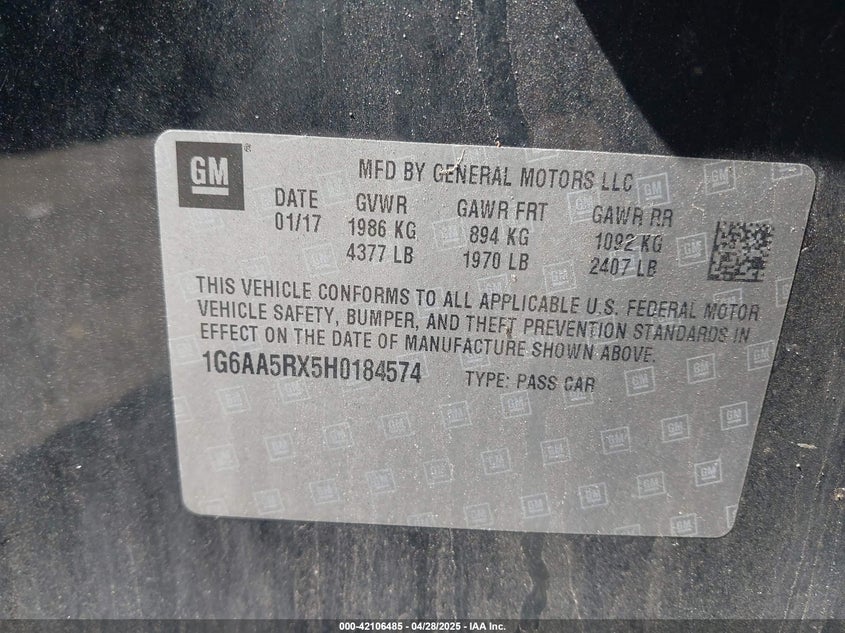 GM ®
MFD BY GENERAL MOTORS LLC
DATE GVWR GAWR FRT GAWR RR
01/17 1986 KG 894 KG 1092 KG
4377 LB 1970 LB 2407 LB
THIS VEHICLE CONFORMS TO ALL APPLICABLE U.S. FEDERAL MOTOR
VEHICLE SAFETY, BUMPER, AND THEFT PREVENTION STANDARDS IN
EFFECT ON THE DATE OF MANUFACTURE SHOWN ABOVE.
1G6AA5RX5H0184574 TYPE: PASS CAR
000-42106485 - 04/28/2025 - IAA Inc.